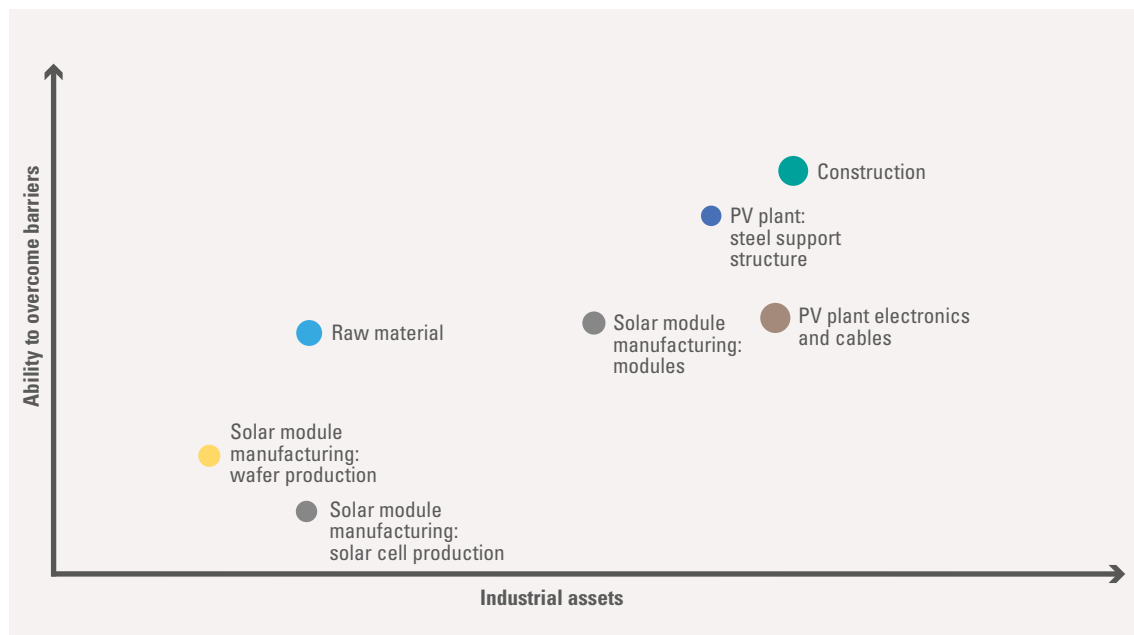 Ability to overcome barriers
Construction
PV plant:
steel support
structure
PV plant electronics
and cables
Solar module
manufacturing:
modules
Raw material
Solar module
manufacturing:
wafer production
Solar module
manufacturing:
solar cell production
Industrial assets